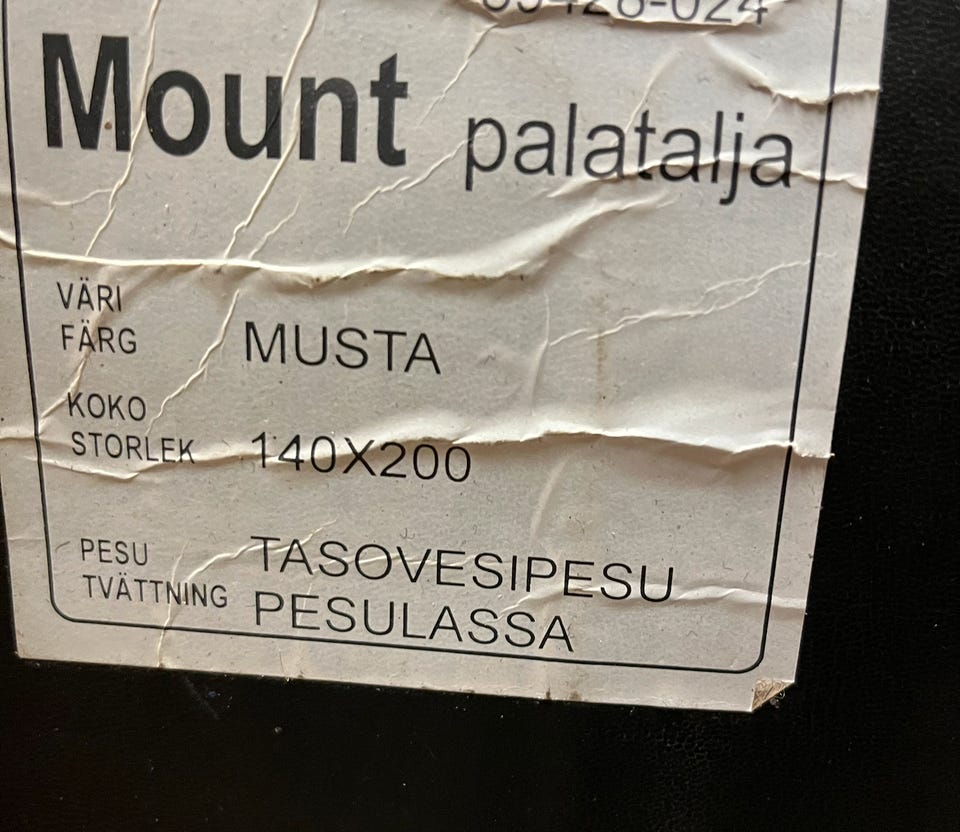 Mount palatalja
VÄRI
FÄRG MUSTA
KOKO
STORLEK 140X200
PESU TASOVESIPESU
TVÄTTNING PESULASSA